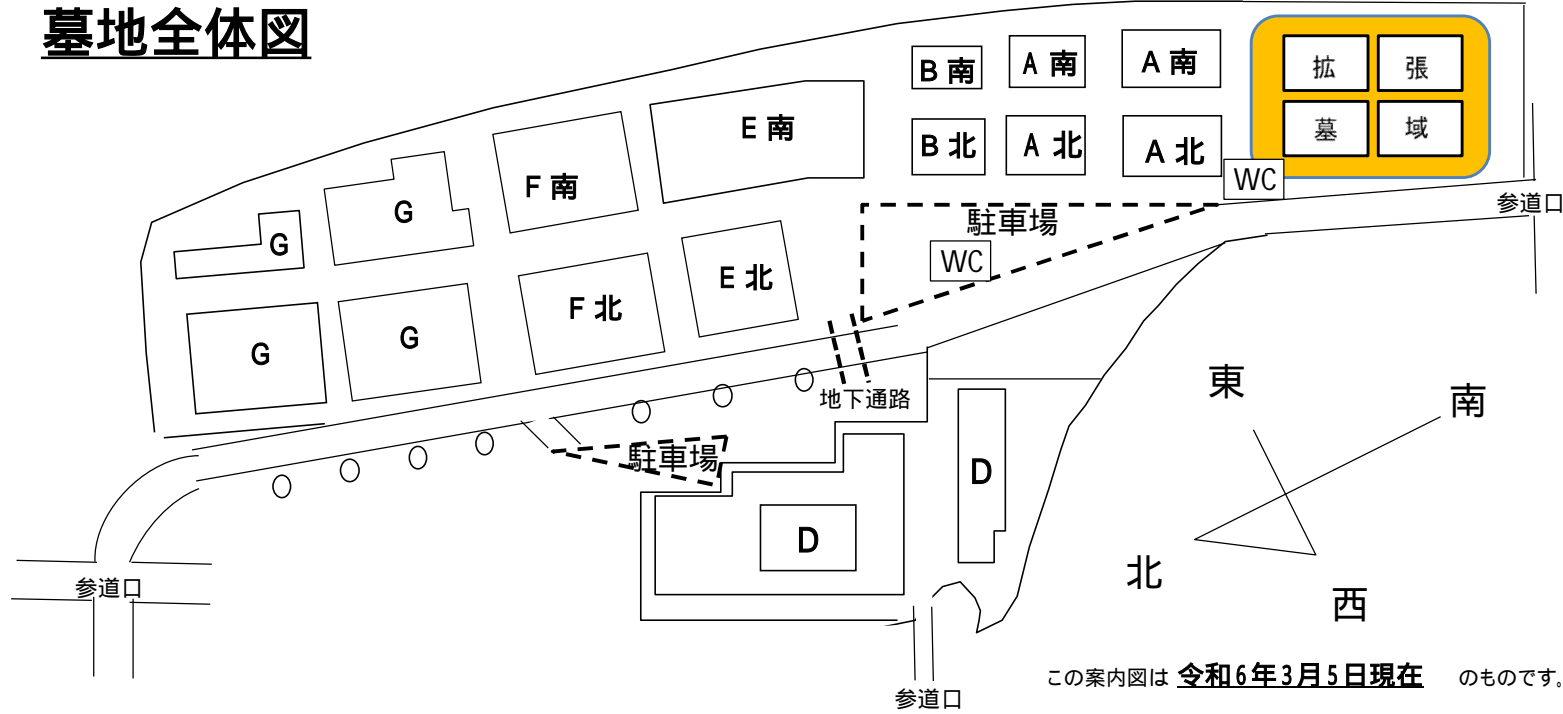 墓地全体図
B南
A南
A南
拡
張
B北
A北
A北
墓
域
WC
E南
F南
G
G
駐車場
WC
参道口
E北
F北
G
G
地下通路
駐車場
D
D
参道口
参道口
東
南
北
西
この案内図は 令和6年3月5日現在 のものです。